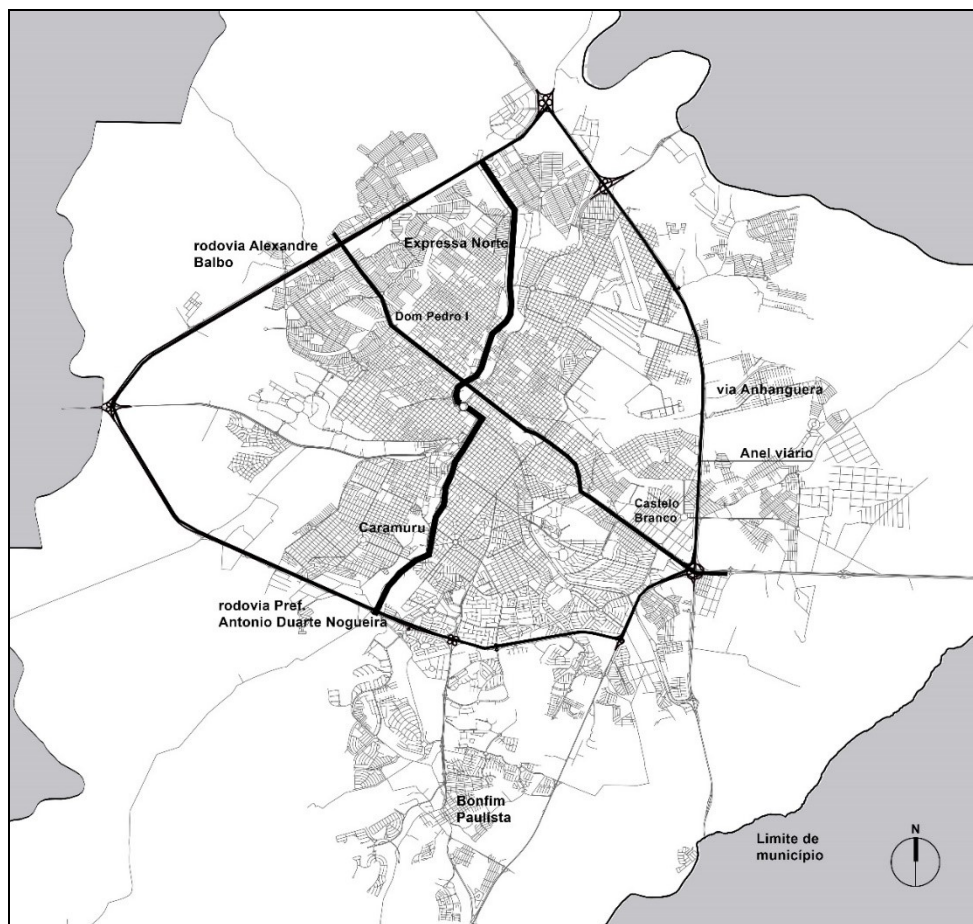 rodovia Alexandre
Balbo
Expressa Norte
Dom Pedro I
via Anhanguera
Anel viário
Castelo
Branco
Caramuru
rodovia Pref.
Antonio Duarte Nogueira
Bonfim
Paulista
Limite de
município
N